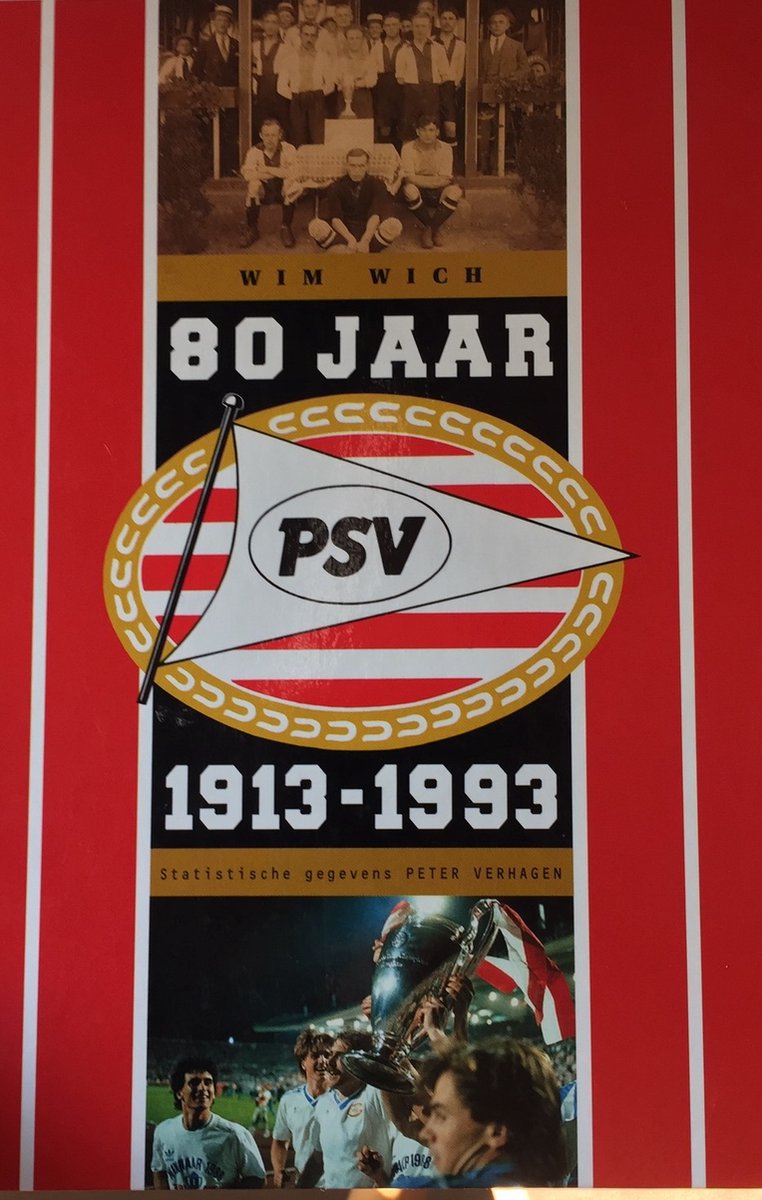 WIM WICH
80 JAAR
PSV
1913-1993
Statistische gegevens PETER VERHAGEN